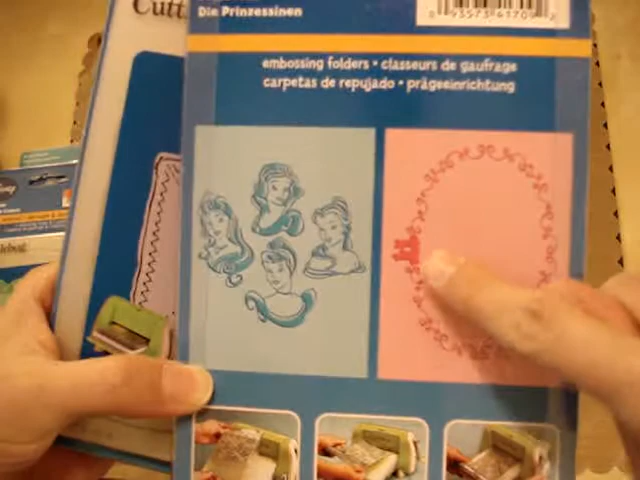 Cutt
Die Prinzessinen
embossing folders • classeurs de gaufrage
carpetas de repujado • prägeeinrichtung